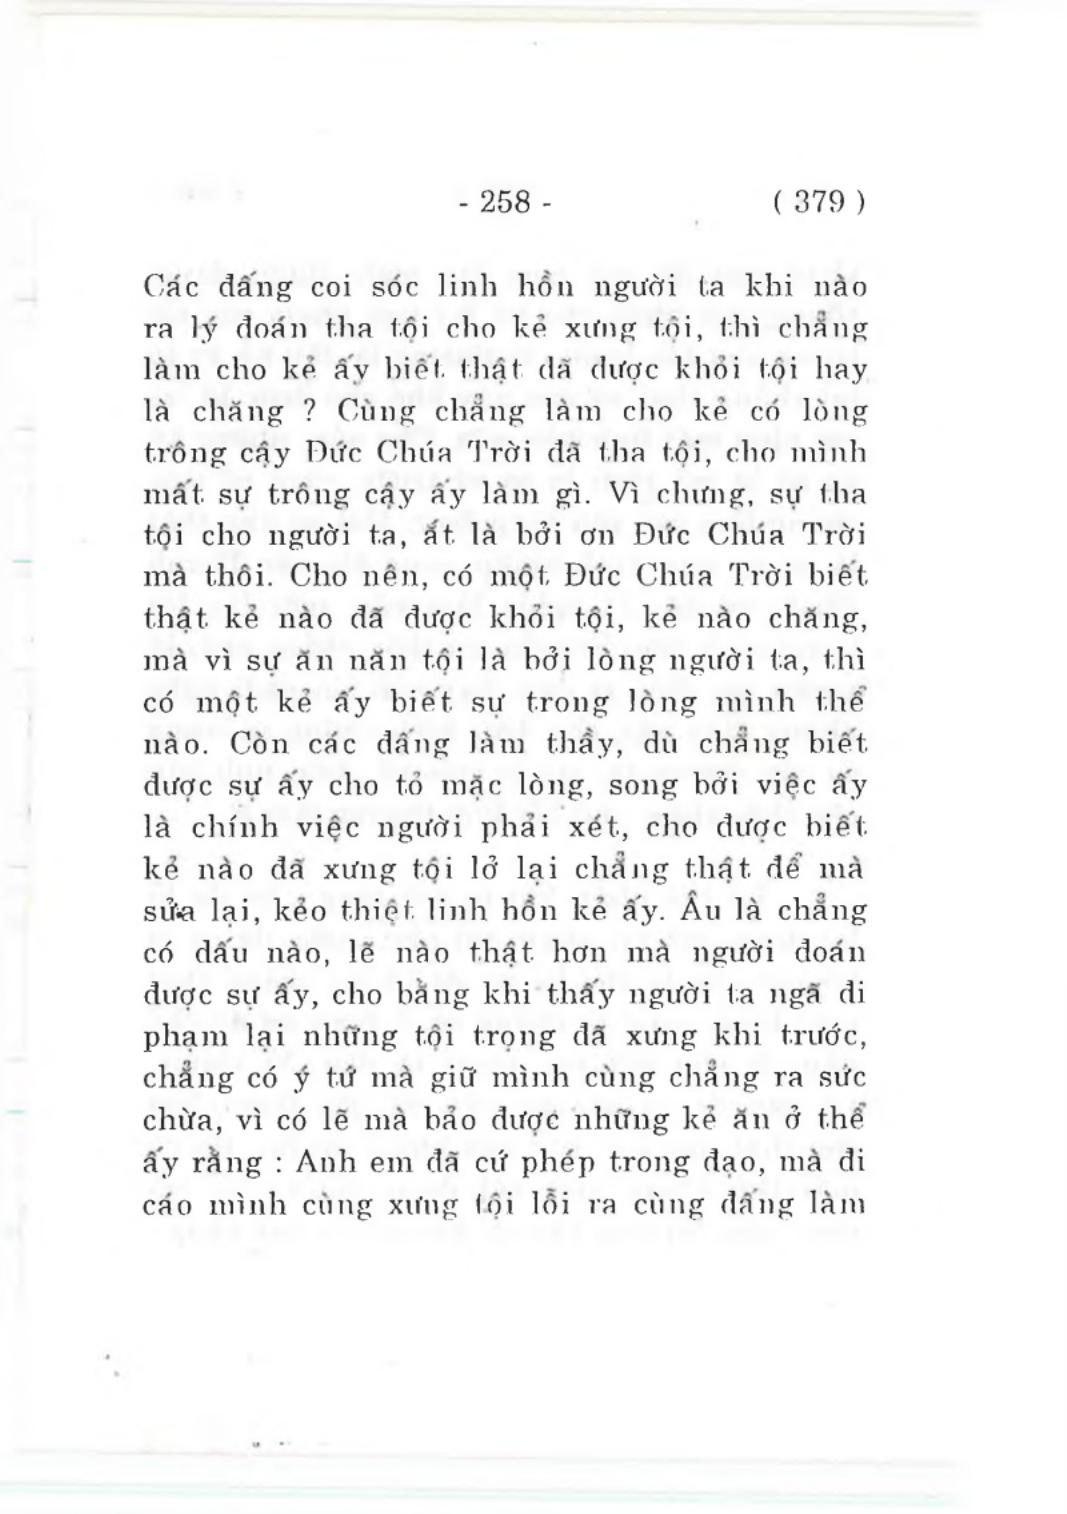 - 258 - ( 379 )
Các đấng coi sóc linh hồn người ta khi nào
ra lý đoán tha tội cho kẻ xưng tội, thì chẳng
làm cho kẻ ấy biết thật đã được khỏi tội hay
là chăng ? Cùng chẳng làm cho kẻ có lòng
trông cậy Đức Chúa Trời đã tha tội, cho mình
mất sự trông cậy ấy làm gì. Vì chưng, sự tha
tội cho người ta, ắt là bởi ơn Đức Chúa Trời
mà thôi. Cho nên, có một Đức Chúa Trời biết
thật kẻ nào đã được khỏi tội, kẻ nào chăng,
mà vì sự ăn năn tội là bởi lòng người ta, thì
có một kẻ ấy biết sự trong lòng mình thể
nào. Còn các đấng làm thầy, dù chẳng biết
được sự ấy cho tỏ mặc lòng, song bởi việc ấy
là chính việc người phải xét, cho được biết
kẻ nào đã xưng tội lở lại chẳng thật để mà
sửa lại, kẻo thiệt linh hồn kẻ ấy. Âu là chẳng
có dấu nào, lẽ nào thật hơn mà người đoán
được sự ấy, cho bằng khi thấy người ta ngã đi
phạm lại những tội trọng đã xưng khi trước,
chẳng có ý tứ mà giữ mình cùng chẳng ra sức
chừa, vì có lẽ mà bảo được những kẻ ăn ở thể
ấy rằng : Anh em đã cứ phép trong đạo, mà đi
cáo mình cùng xưng tội lỗi ra cùng đấng làm